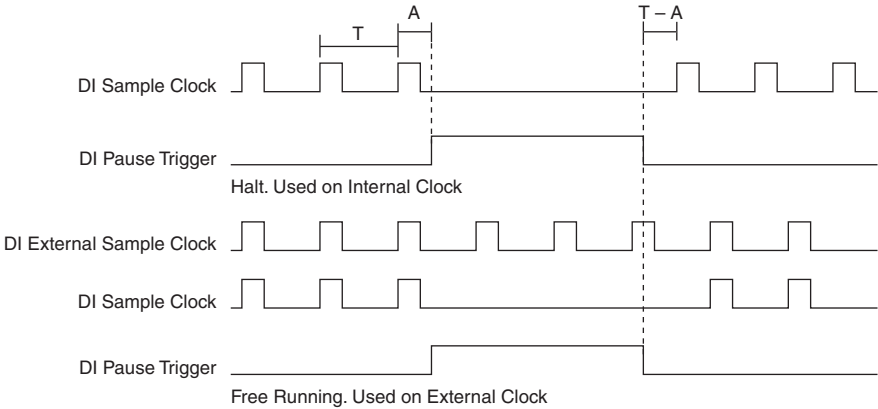 A
T – A
T
DI Sample Clock
DI Pause Trigger
Halt. Used on Internal Clock
DI External Sample Clock
DI Sample Clock
DI Pause Trigger
Free Running. Used on External Clock